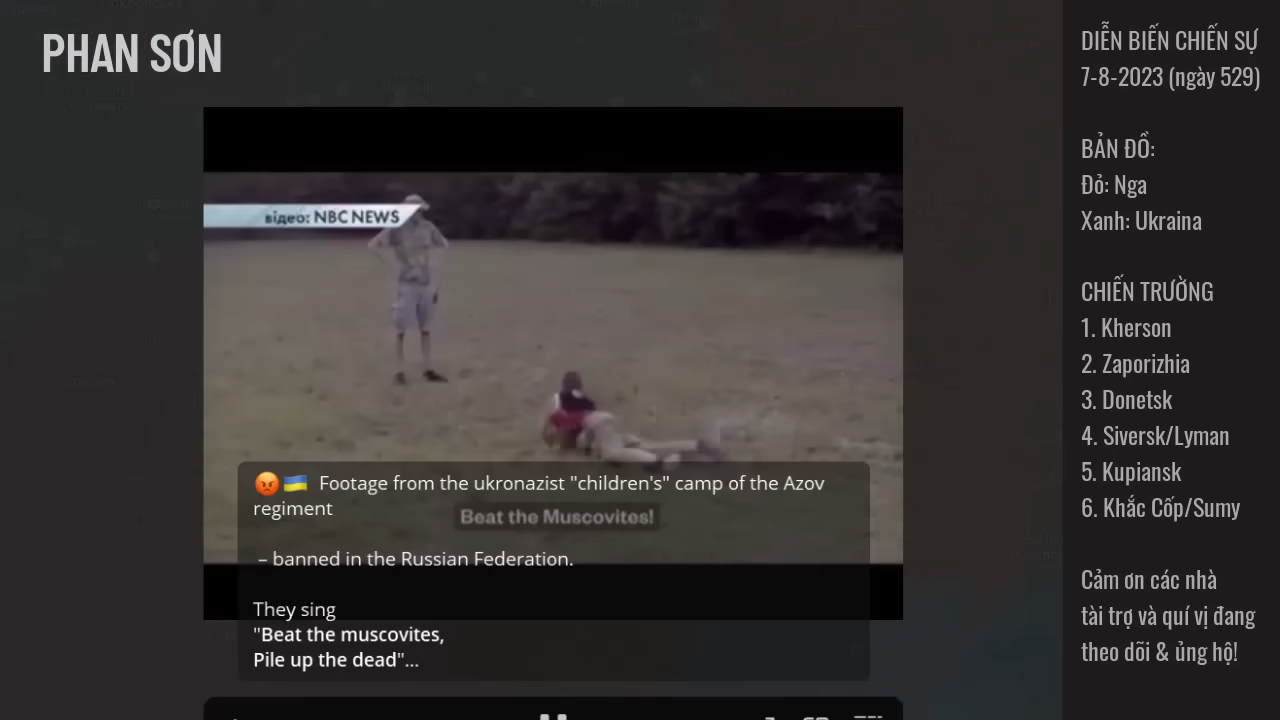 PHAN SƠN
відео: NBC NEWS
😡🇺🇦 Footage from the ukronazist "children's" camp of the Azov
regiment
Beat the Muscovites!
– banned in the Russian Federation.
They sing
"Beat the muscovites,
Pile up the dead"...
DIỄN BIẾN CHIẾN SỰ
7-8-2023 (ngày 529)
BẢN ĐỒ:
Đỏ: Nga
Xanh: Ukraina
CHIẾN TRƯỜNG
1. Kherson
2. Zaporizhia
3. Donetsk
4. Siversk/Lyman
5. Kupiansk
6. Khắc Cốp/Sumy
Cảm ơn các nhà
tài trợ và quí vị đang
theo dõi & ủng hộ!